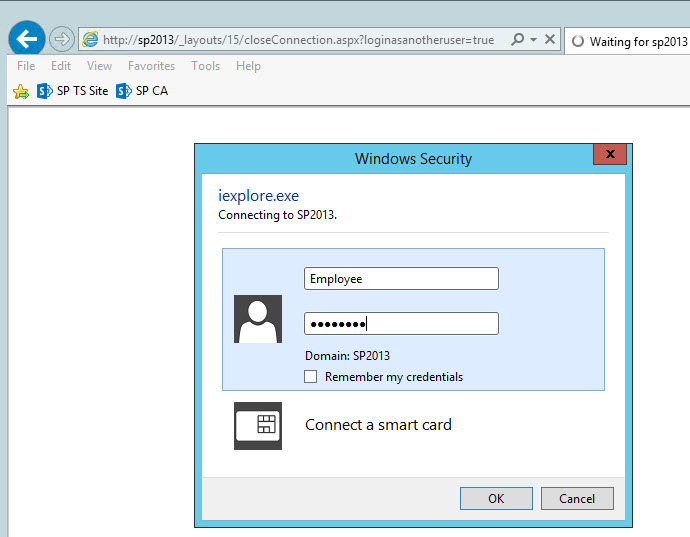 http://sp2013/_layouts/15/closeConnection.aspx?loginasanotheruser=true
Waiting for sp2013
File Edit View Favorites Tools Help
SP TS Site SP CA
Windows Security
x
iexplore.exe
Connecting to SP2013.
Employee
●●●●●●●●
Domain: SP2013
Remember my credentials
Connect a smart card
OK Cancel